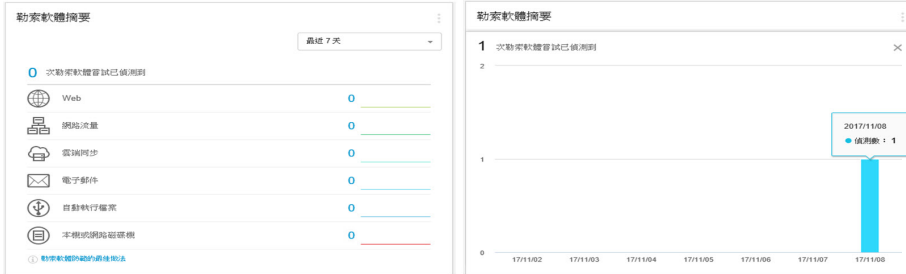 勒索軟體摘要
最近 7 天
0 次勒索軟體嘗試已偵測到
Web 0
網路流量 0
雲端同步 0
電子郵件 0
自動執行檔案 0
本機或網路磁碟機 0
勒索軟體防範的最佳做法
勒索軟體摘要
1 次勒索軟體嘗試已偵測到
2
2017/11/08
偵測數： 1
1
0
17/11/02 17/11/03 17/11/04 17/11/05 17/11/06 17/11/07 17/11/08